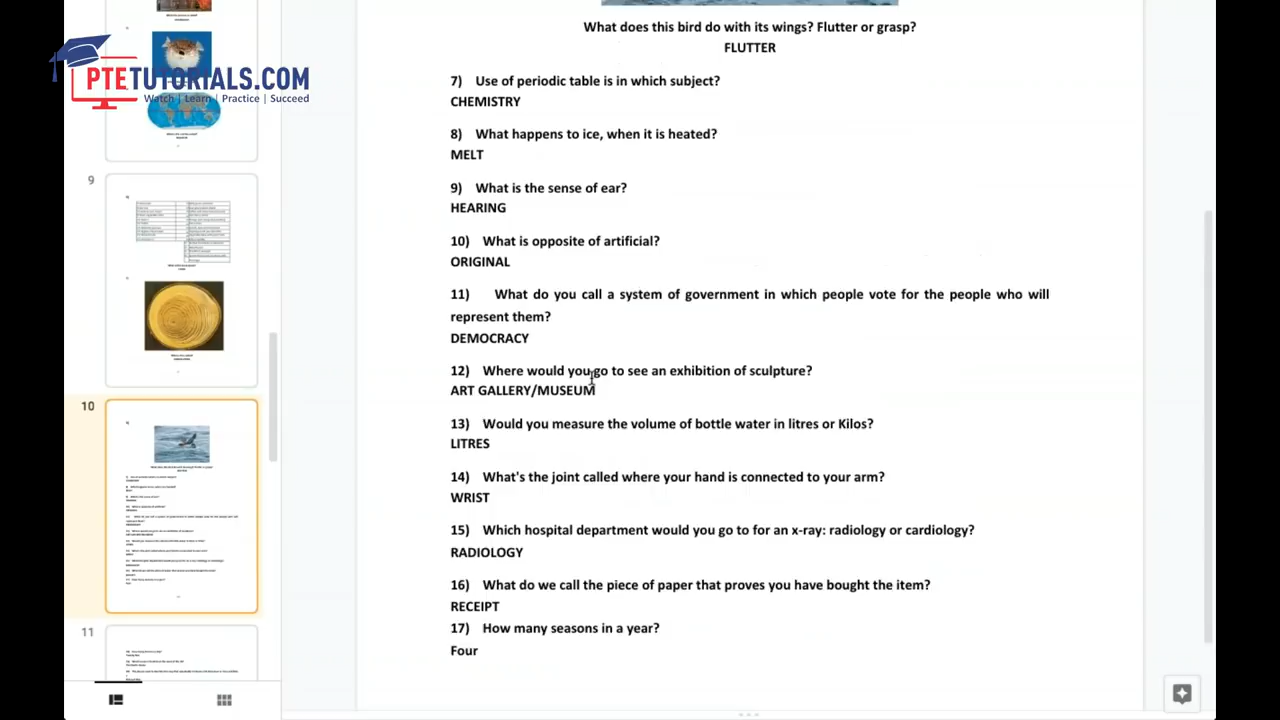 PTETUTORIALS.COM
Watch | Learn | Practice | Succeed
9
10
11
What does this bird do with its wings? Flutter or grasp?
FLUTTER
7) Use of periodic table is in which subject?
CHEMISTRY
8) What happens to ice, when it is heated?
MELT
9) What is the sense of ear?
HEARING
10) What is opposite of artificial?
ORIGINAL
11) What do you call a system of government in which people vote for the people who will
represent them?
DEMOCRACY
12) Where would you go to see an exhibition of sculpture?
ART GALLERY/MUSEUM
13) Would you measure the volume of bottle water in litres or Kilos?
LITRES
14) What's the joint called where your hand is connected to your arm?
WRIST
15) Which hospital department would you go to for an x-ray: radiology or cardiology?
RADIOLOGY
16) What do we call the piece of paper that proves you have bought the item?
RECEIPT
17) How many seasons in a year?
Four